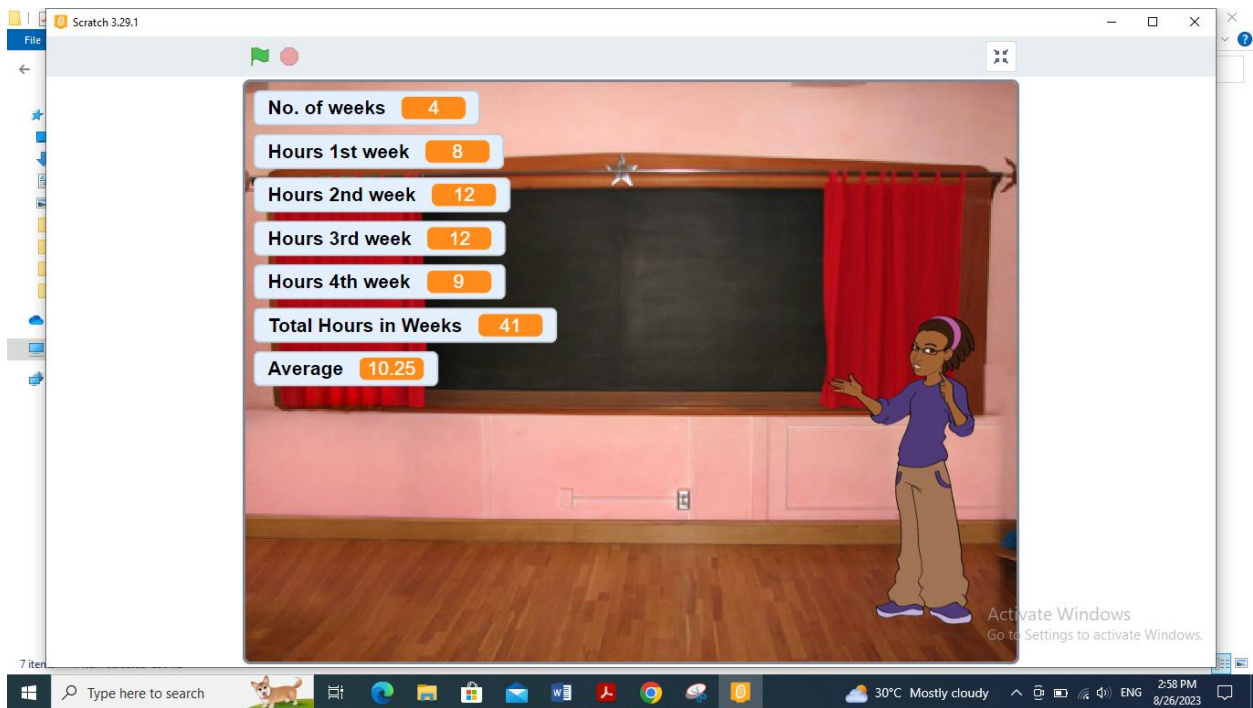 Scratch 3.29.1
File
No. of weeks 4
Hours 1st week 8
Hours 2nd week 12
Hours 3rd week 12
Hours 4th week 9
Total Hours in Weeks 41
Average 10.25
Activate Windows
Go to Settings to activate Windows.
7 item
Type here to search
30°C Mostly cloudy
ENG
2:58 PM
8/26/2023